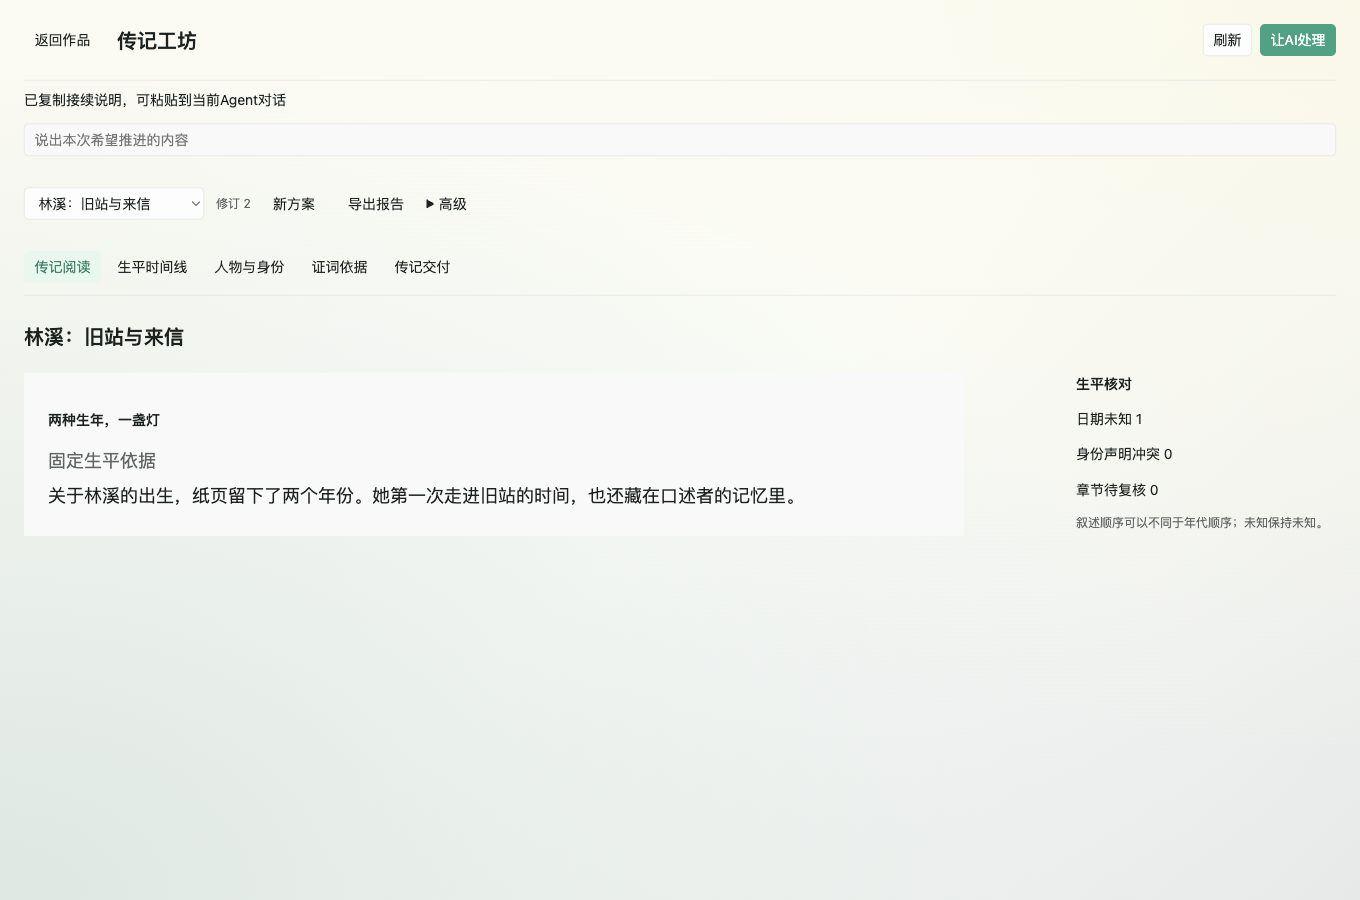 返回作品
传记工坊
刷新
让AI处理
已复制接续说明，可粘贴到当前Agent对话
说出本次希望推进的内容
林溪：旧站与来信
修订 2
新方案
导出报告
高级
传记阅读
生平时间线
人物与身份
证词依据
传记交付
林溪：旧站与来信
两种生年，一盏灯
固定生平依据
关于林溪的出生，纸页留下了两个年份。她第一次走进旧站的时间，也还藏在口述者的记忆里。
生平核对
日期未知 1
身份声明冲突 0
章节待复核 0
叙述顺序可以不同于年代顺序；未知保持未知。